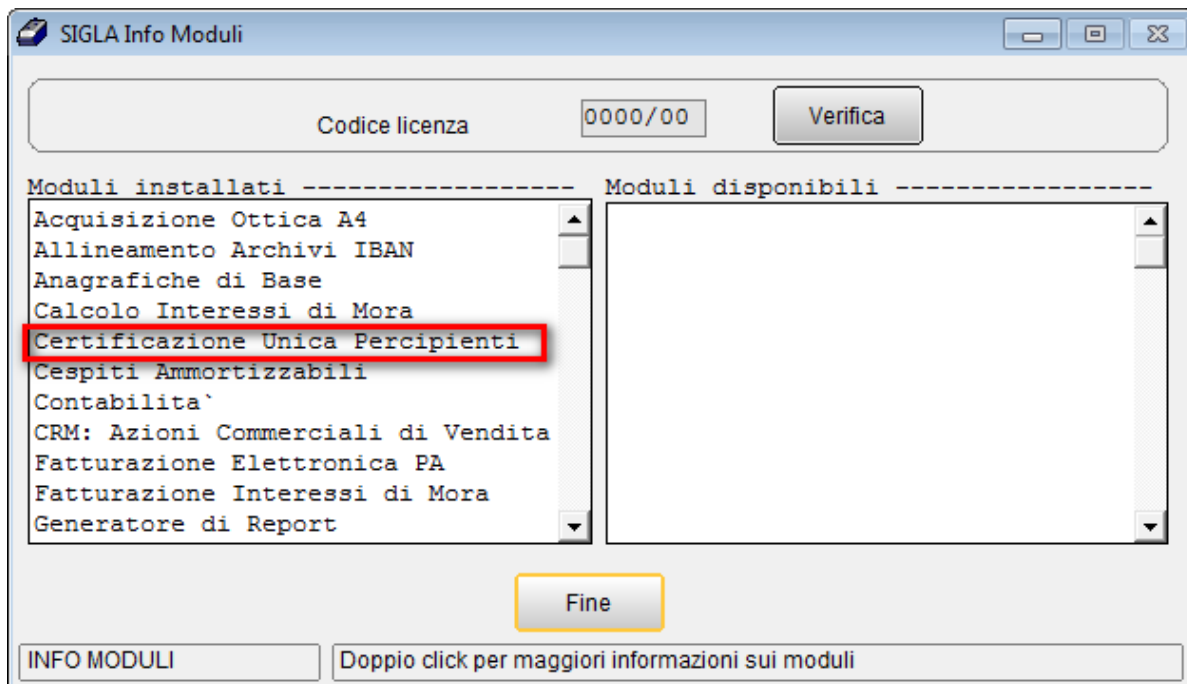 SIGLA Info Moduli
Codice licenza 0000/00 Verifica
Moduli installati ------------------ Moduli disponibili -----------------
Acquisizione Ottica A4
Allineamento Archivi IBAN
Anagrafiche di Base
Calcolo Interessi di Mora
Certificazione Unica Percipienti
Cespiti Ammortizzabili
Contabilita`
CRM: Azioni Commerciali di Vendita
Fatturazione Elettronica PA
Fatturazione Interessi di Mora
Generatore di Report
Fine
INFO MODULI Doppio click per maggiori informazioni sui moduli